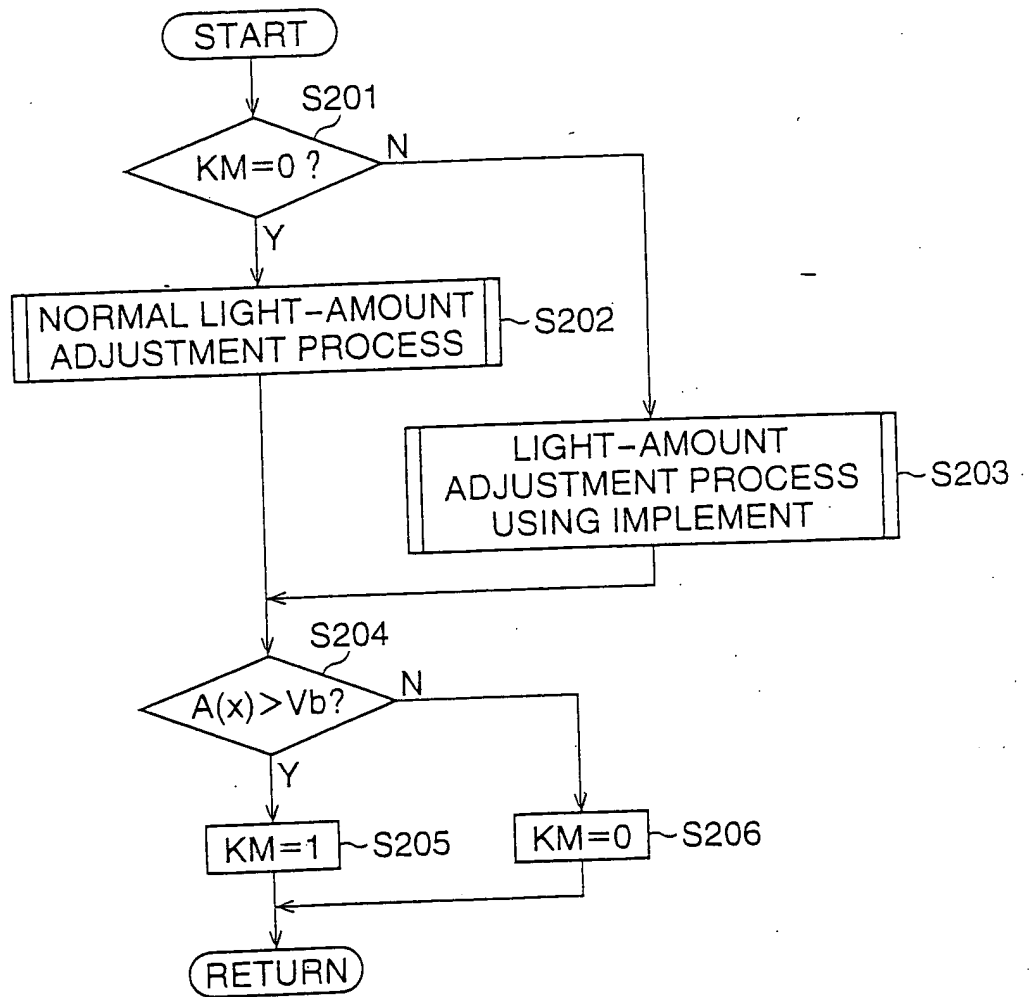 START
S201
KM=0 ?
N
Y
NORMAL LIGHT-AMOUNT
ADJUSTMENT PROCESS
S202
LIGHT-AMOUNT
ADJUSTMENT PROCESS
USING IMPLEMENT
S203
S204
A(x)>Vb?
N
Y
KM=1
S205
KM=0
S206
RETURN